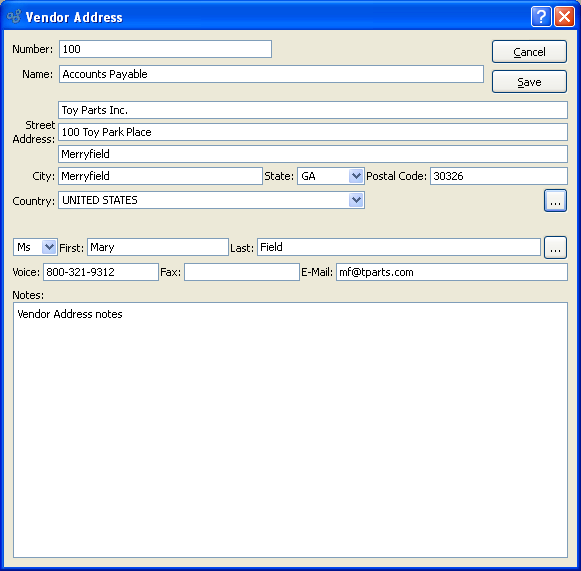 Vendor Address
Number: 100
Cancel
Name: Accounts Payable
Save
Toy Parts Inc.
Street Address: 100 Toy Park Place
Merryfield
City: Merryfield State: GA Postal Code: 30326
Country: UNITED STATES ...
Ms First: Mary Last: Field ...
Voice: 800-321-9312 Fax: E-Mail: mf@tparts.com
Notes:
Vendor Address notes